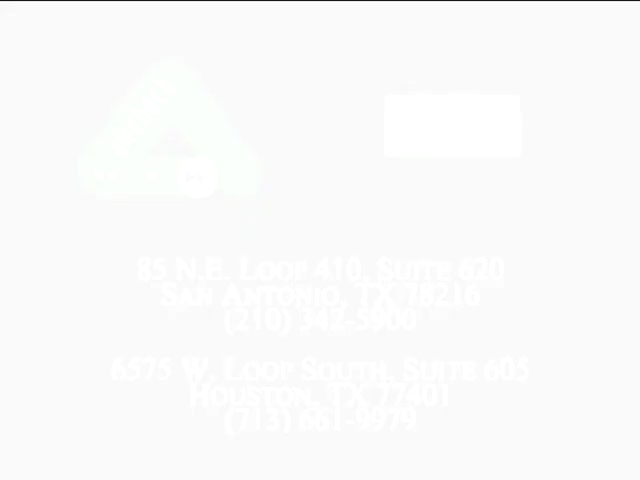 85 N.E. Loop 410, Suite 620
San Antonio, TX 78216
(210) 342-5900
6575 W. Loop South, Suite 605
Houston, TX 77401
(713) 661-9979